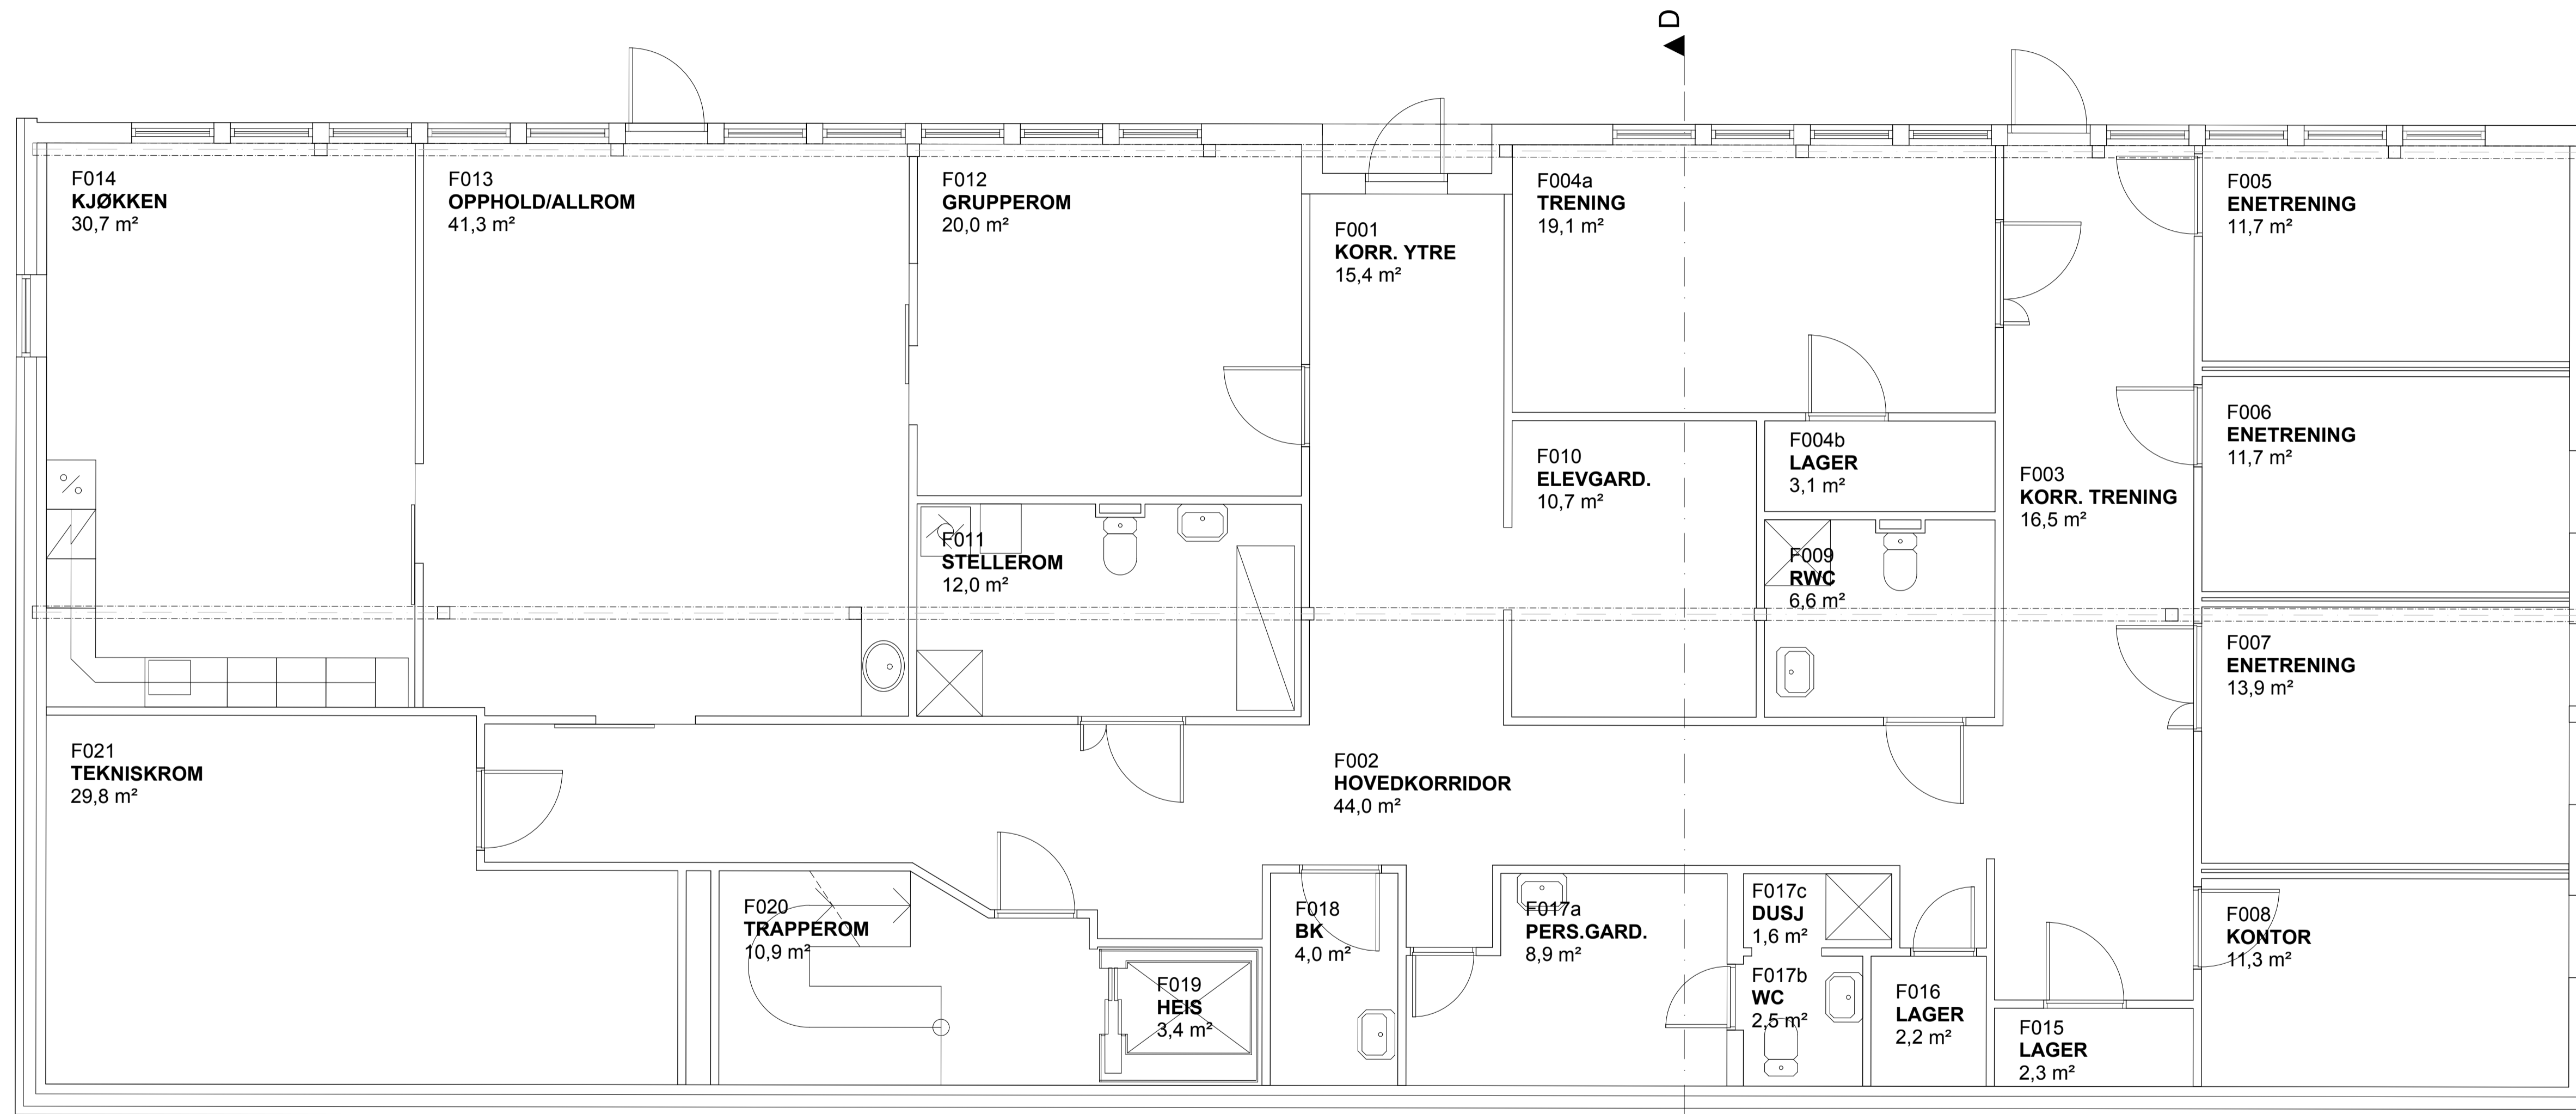 D
F014
KJØKKEN
30,7 m²
F013
OPPHOLD/ALLROM
41,3 m²
F012
GRUPPEROM
20,0 m²
F001
KORR. YTRE
15,4 m²
F004a
TRENING
19,1 m²
F005
ENETRENING
11,7 m²
F006
ENETRENING
11,7 m²
F004b
LAGER
3,1 m²
F010
ELEVGARD.
10,7 m²
F003
KORR. TRENING
16,5 m²
F011
STELLEROM
12,0 m²
F009
RWC
6,6 m²
F007
ENETRENING
13,9 m²
F021
TEKNISKROM
29,8 m²
F002
HOVEDKORRIDOR
44,0 m²
F020
TRAPPEROM
10,9 m²
F018
BK
4,0 m²
F017a
PERS.GARD.
8,9 m²
F017c
DUSJ
1,6 m²
F008
KONTOR
11,3 m²
F019
HEIS
3,4 m²
F017b
WC
2,5 m²
F016
LAGER
2,2 m²
F015
LAGER
2,3 m²